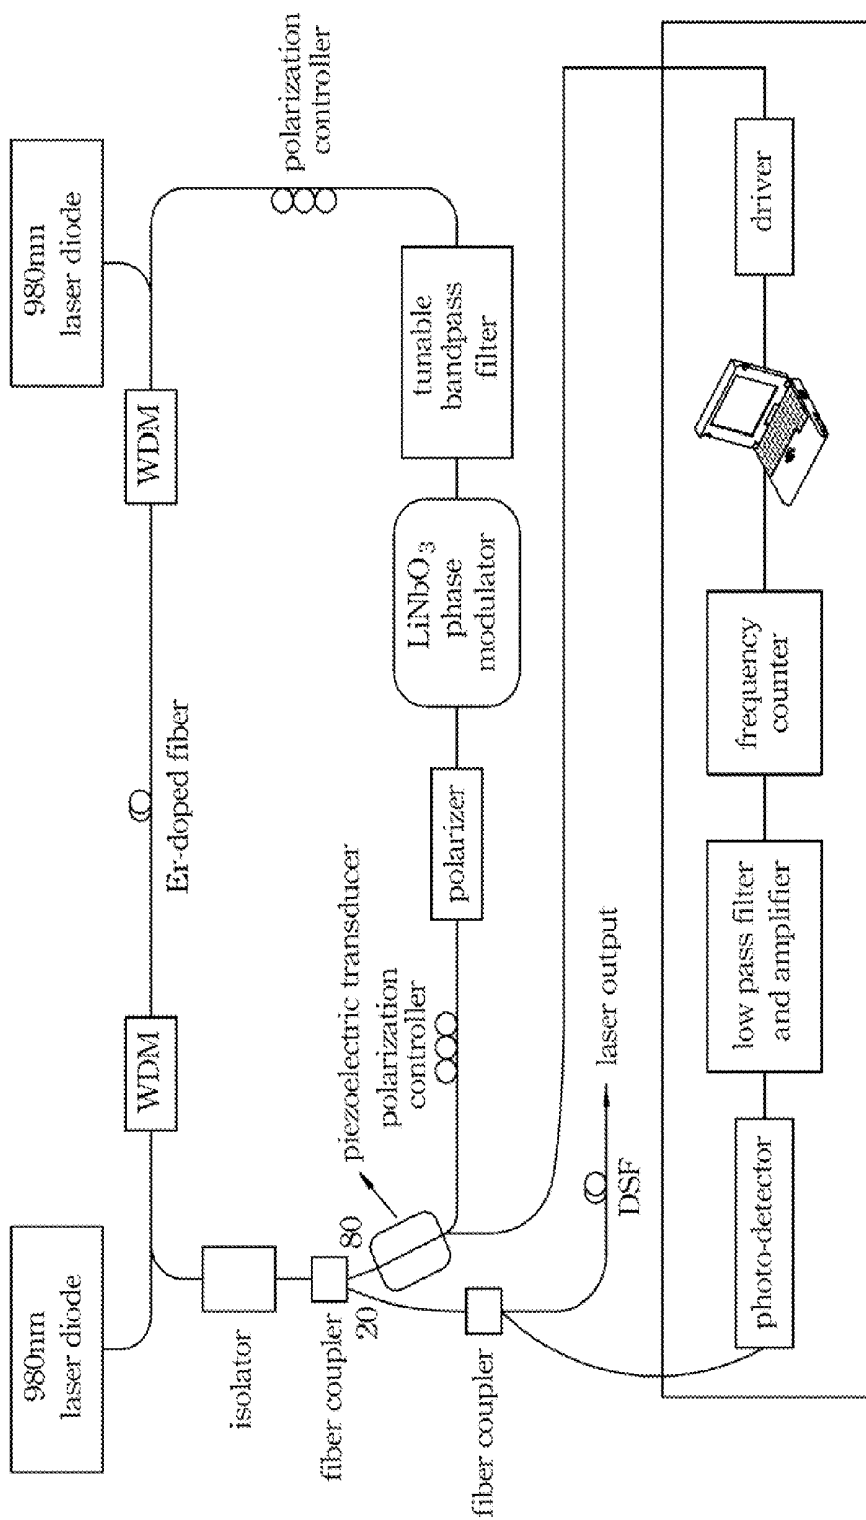 980nm
laser diode
980nm
laser diode
WDM
WDM
Er-doped fiber
isolator
polarization
controller
fiber coupler
20
80
piezoelectric transducer
polarization
controller
polarizer
LiNbO3
phase
modulator
tunable
bandpass
filter
fiber coupler
DSF
laser output
photo-detector
low pass filter
and amplifier
frequency
counter
driver